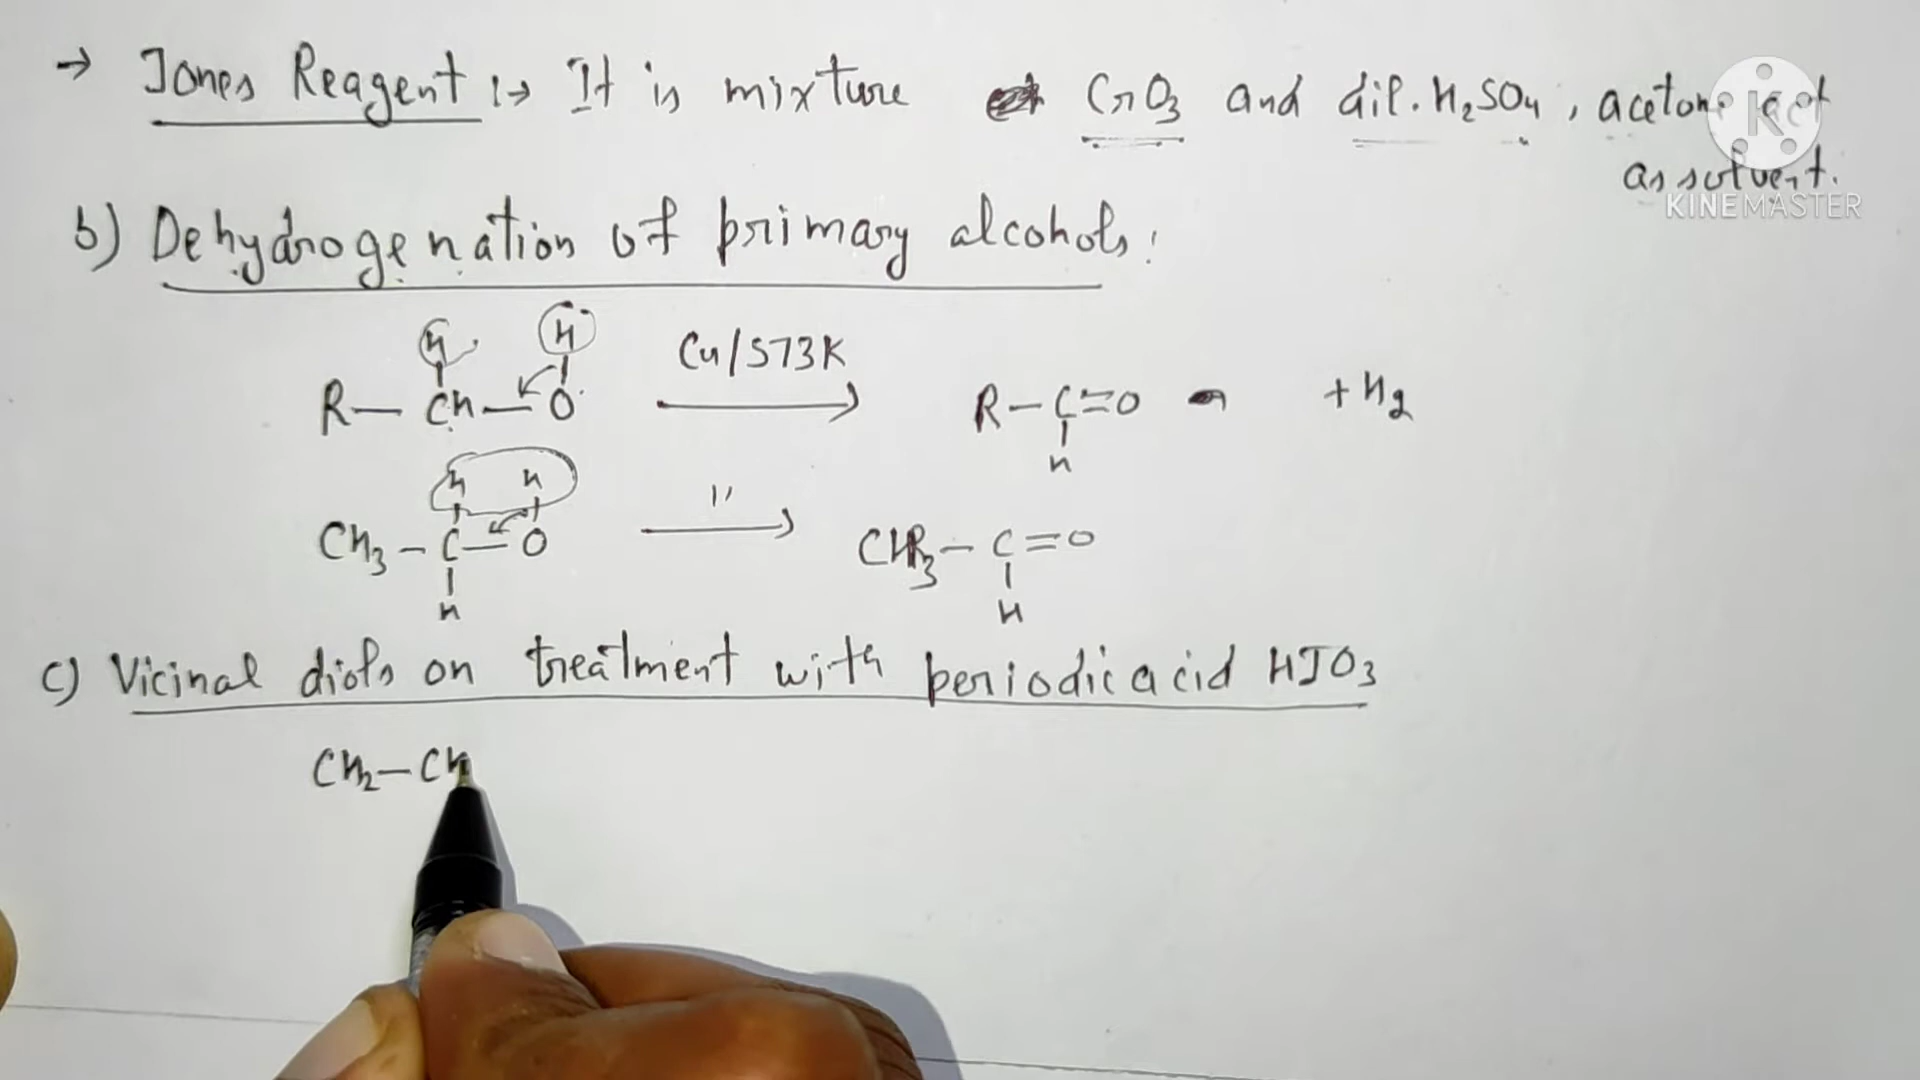 → Jones Reagent :→ It is mixture CrO3 and dil. H2SO4, acetone act
as solvent.
KINEMASTER
b) Dehydrogenation of primary alcohols:
H H
R — CH — O Cu/573K R — C = O + H2
H
H H
CH3 — C — O " CH3 — C = O
H H
c) Vicinal diols on treatment with periodic acid HIO3
CH2 — CH